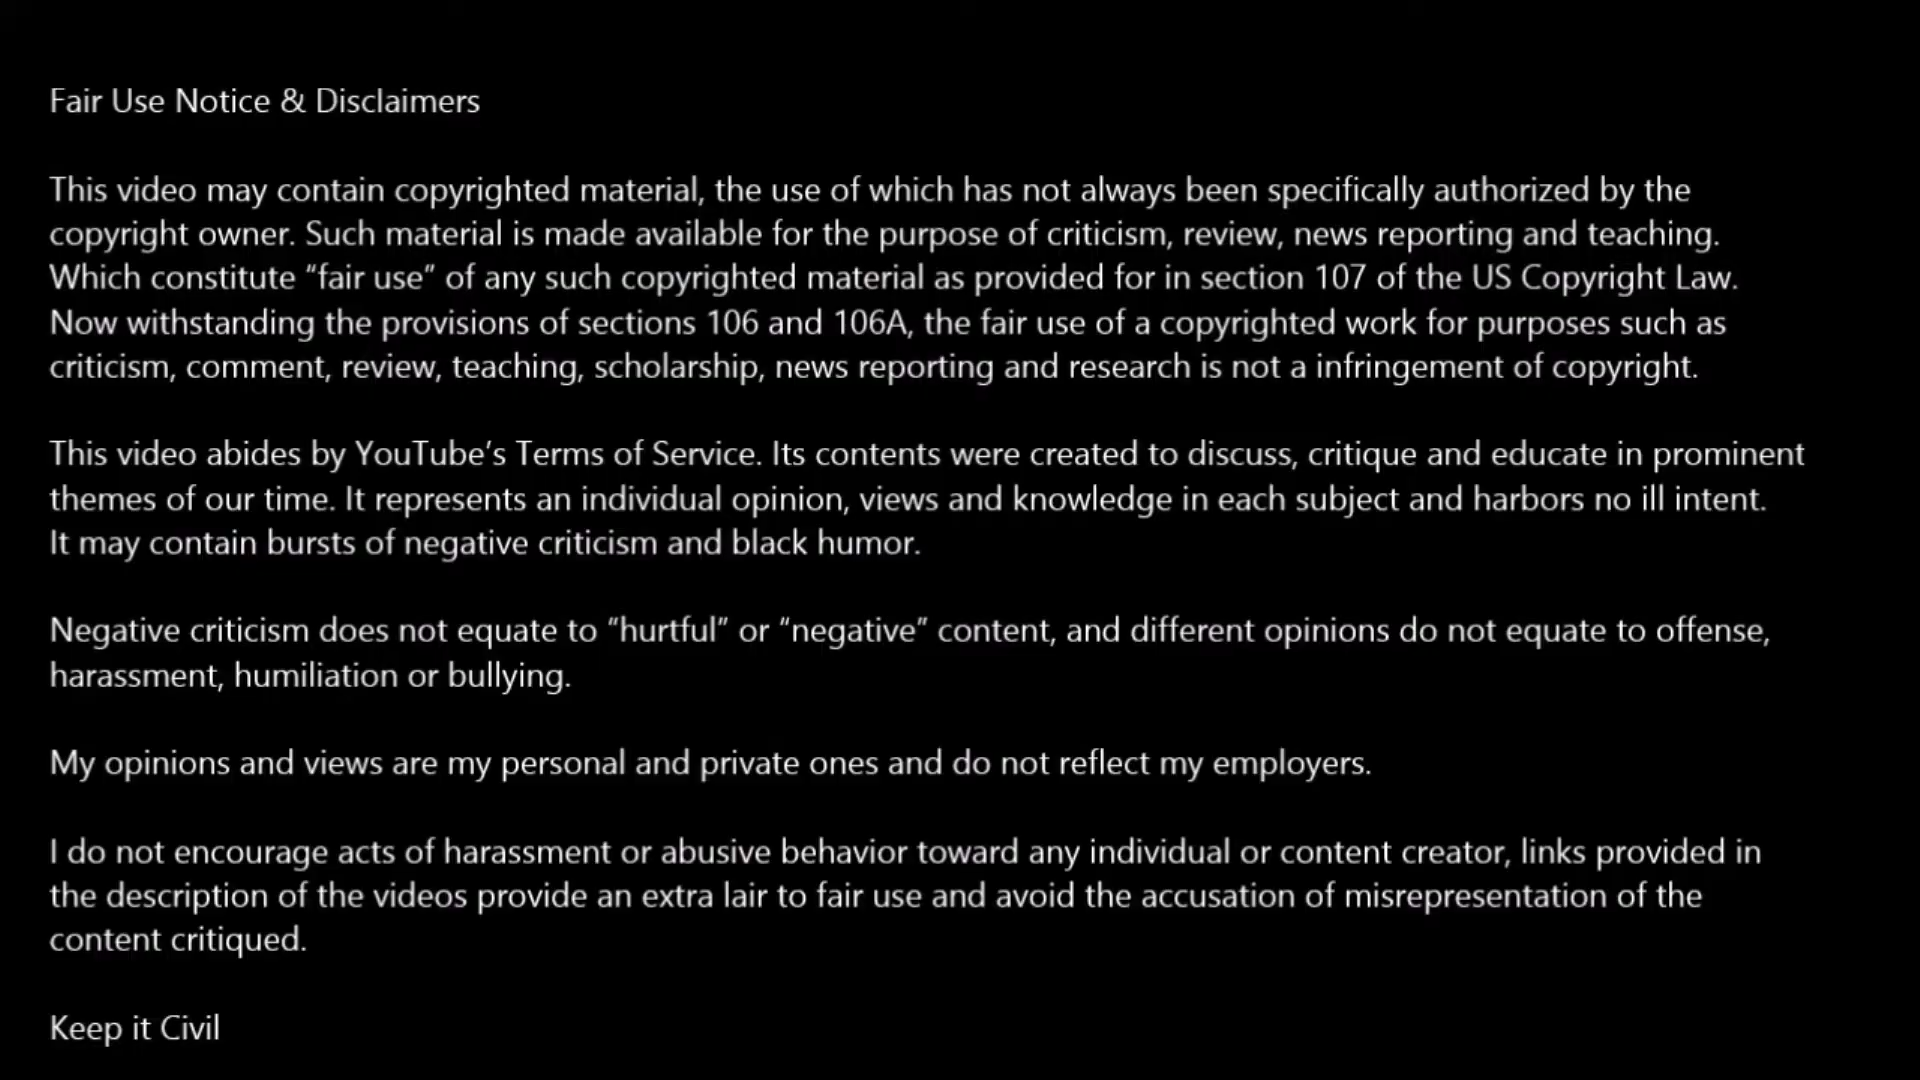 Fair Use Notice & Disclaimers
This video may contain copyrighted material, the use of which has not always been specifically authorized by the
copyright owner. Such material is made available for the purpose of criticism, review, news reporting and teaching.
Which constitute “fair use” of any such copyrighted material as provided for in section 107 of the US Copyright Law.
Now withstanding the provisions of sections 106 and 106A, the fair use of a copyrighted work for purposes such as
criticism, comment, review, teaching, scholarship, news reporting and research is not a infringement of copyright.
This video abides by YouTube’s Terms of Service. Its contents were created to discuss, critique and educate in prominent
themes of our time. It represents an individual opinion, views and knowledge in each subject and harbors no ill intent.
It may contain bursts of negative criticism and black humor.
Negative criticism does not equate to “hurtful” or “negative” content, and different opinions do not equate to offense,
harassment, humiliation or bullying.
My opinions and views are my personal and private ones and do not reflect my employers.
I do not encourage acts of harassment or abusive behavior toward any individual or content creator, links provided in
the description of the videos provide an extra lair to fair use and avoid the accusation of misrepresentation of the
content critiqued.
Keep it Civil